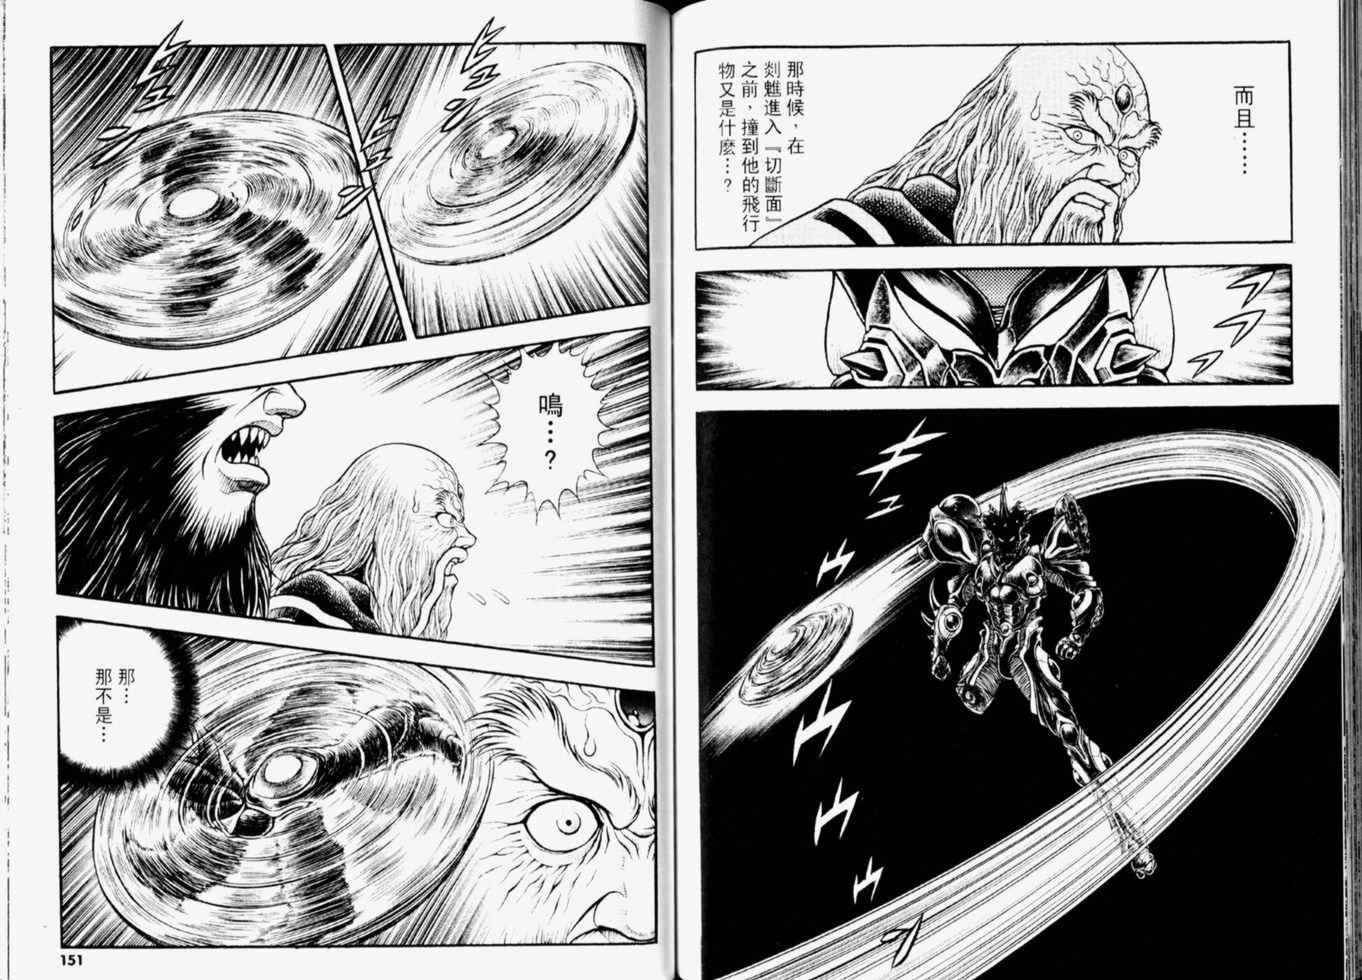 而且……
那時候，在
剡魋進入『切斷面』
之前，撞到他的飛行
物又是什麼…？
嗚…？
那…
那不是…
151